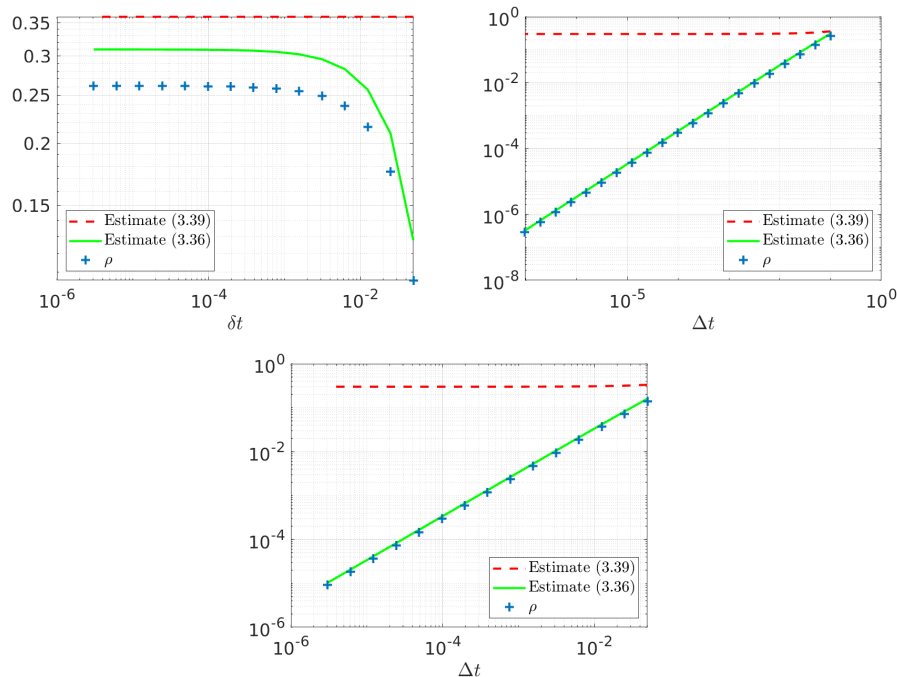 0.35
0.3
0.25
0.2
0.15
Estimate (3.39)
Estimate (3.36)
ρ
10^-6
10^-4
10^-2
δt
10^0
10^-2
10^-4
10^-6
10^-8
Estimate (3.39)
Estimate (3.36)
ρ
10^-5
10^0
Δt
10^0
10^-2
10^-4
10^-6
Estimate (3.39)
Estimate (3.36)
ρ
10^-6
10^-4
10^-2
Δt